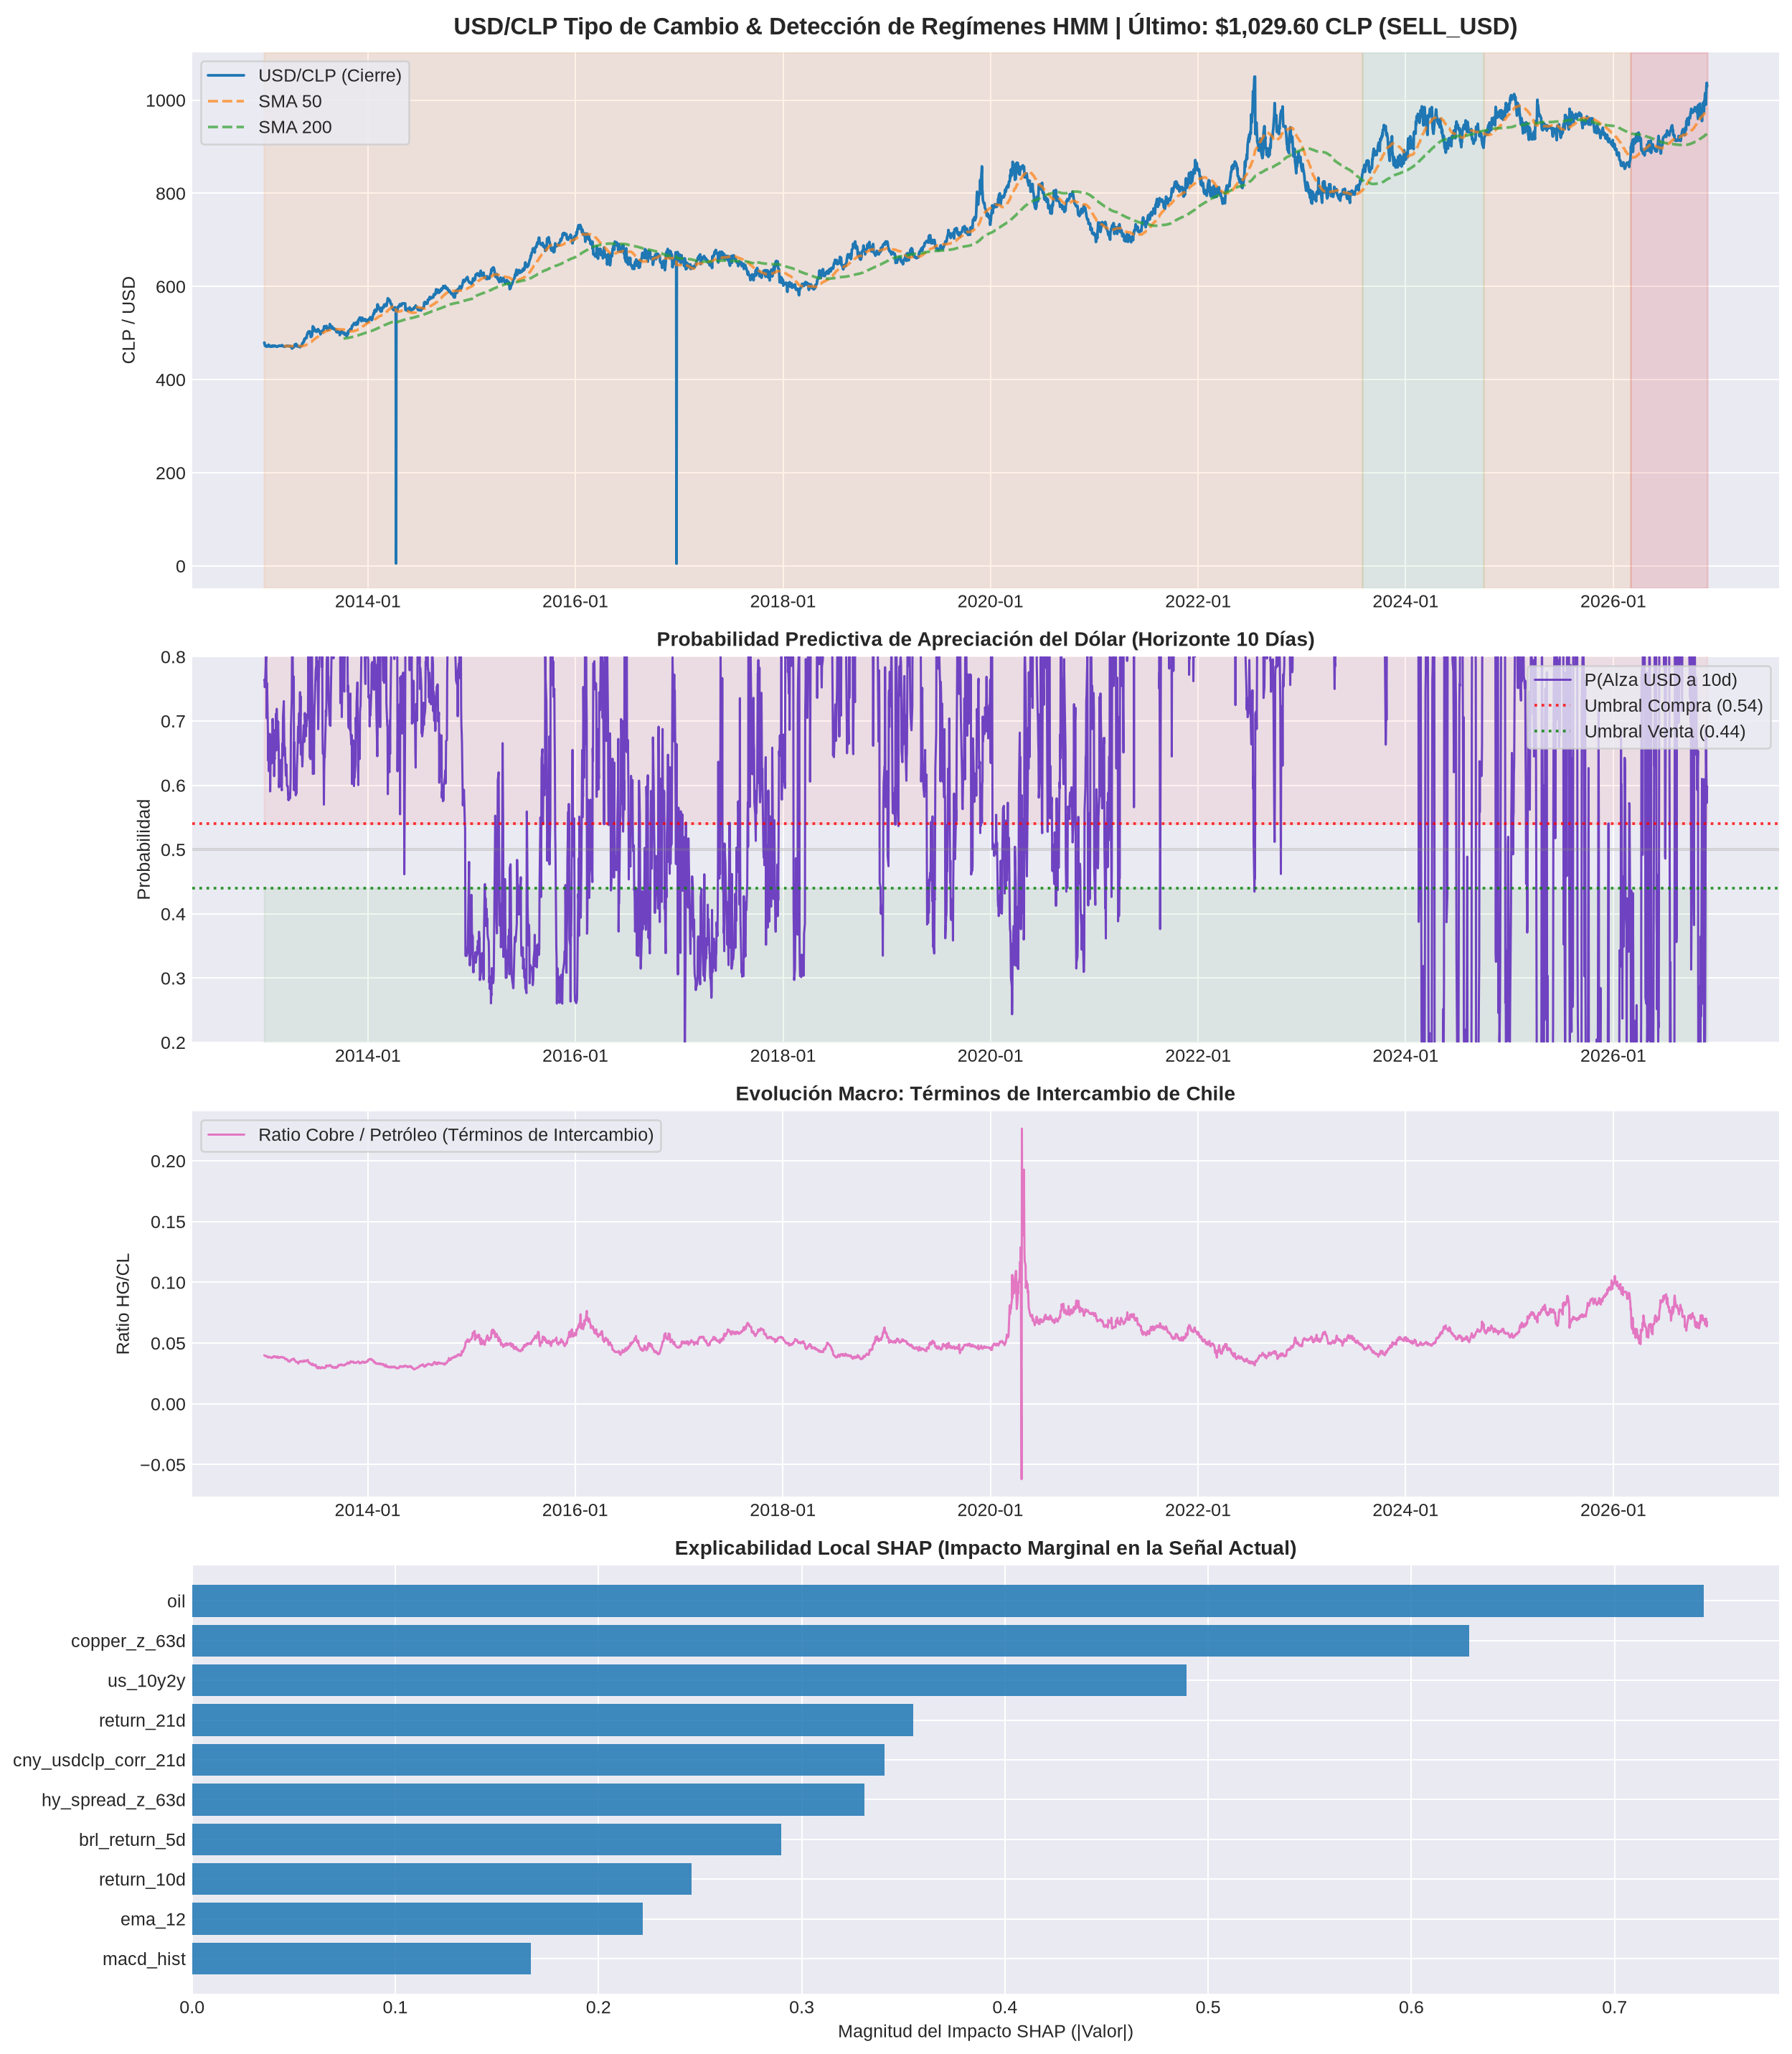 USD/CLP Tipo de Cambio & Detección de Regímenes HMM | Último: $1,029.60 CLP (SELL_USD)
USD/CLP (Cierre)
SMA 50
SMA 200
CLP / USD
1000
800
600
400
200
0
2014-01 2016-01 2018-01 2020-01 2022-01 2024-01 2026-01
Probabilidad Predictiva de Apreciación del Dólar (Horizonte 10 Días)
P(Alza USD a 10d)
Umbral Compra (0.54)
Umbral Venta (0.44)
Probabilidad
0.8
0.7
0.6
0.5
0.4
0.3
0.2
2014-01 2016-01 2018-01 2020-01 2022-01 2024-01 2026-01
Evolución Macro: Términos de Intercambio de Chile
Ratio Cobre / Petróleo (Términos de Intercambio)
Ratio HG/CL
0.20
0.15
0.10
0.05
0.00
−0.05
2014-01 2016-01 2018-01 2020-01 2022-01 2024-01 2026-01
Explicabilidad Local SHAP (Impacto Marginal en la Señal Actual)
oil
copper_z_63d
us_10y2y
return_21d
cny_usdclp_corr_21d
hy_spread_z_63d
brl_return_5d
return_10d
ema_12
macd_hist
0.0 0.1 0.2 0.3 0.4 0.5 0.6 0.7
Magnitud del Impacto SHAP (|Valor|)